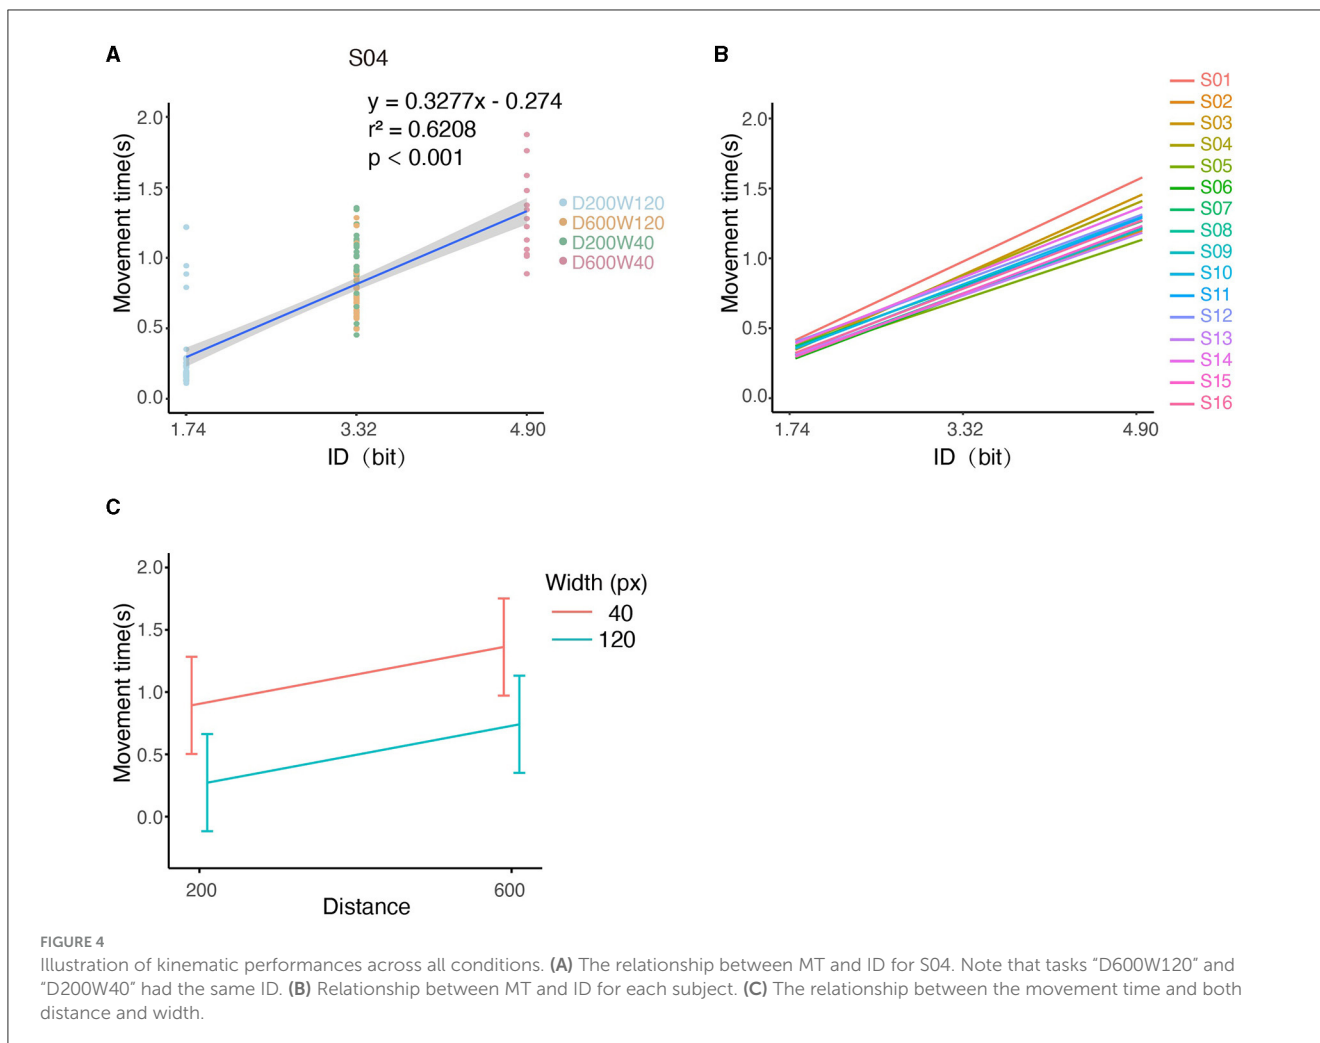 A
S04
y = 0.3277x - 0.274
r² = 0.6208
p < 0.001
Movement time(s)
2.0
1.5
1.0
0.5
0.0
1.74
3.32
4.90
ID（bit）
D200W120
D600W120
D200W40
D600W40
B
Movement time(s)
2.0
1.5
1.0
0.5
0.0
1.74
3.32
4.90
ID（bit）
S01
S02
S03
S04
S05
S06
S07
S08
S09
S10
S11
S12
S13
S14
S15
S16
C
Movement time(s)
2.0
1.5
1.0
0.5
0.0
200
600
Distance
Width (px)
40
120
FIGURE 4
Illustration of kinematic performances across all conditions. (A) The relationship between MT and ID for S04. Note that tasks “D600W120” and
“D200W40” had the same ID. (B) Relationship between MT and ID for each subject. (C) The relationship between the movement time and both
distance and width.